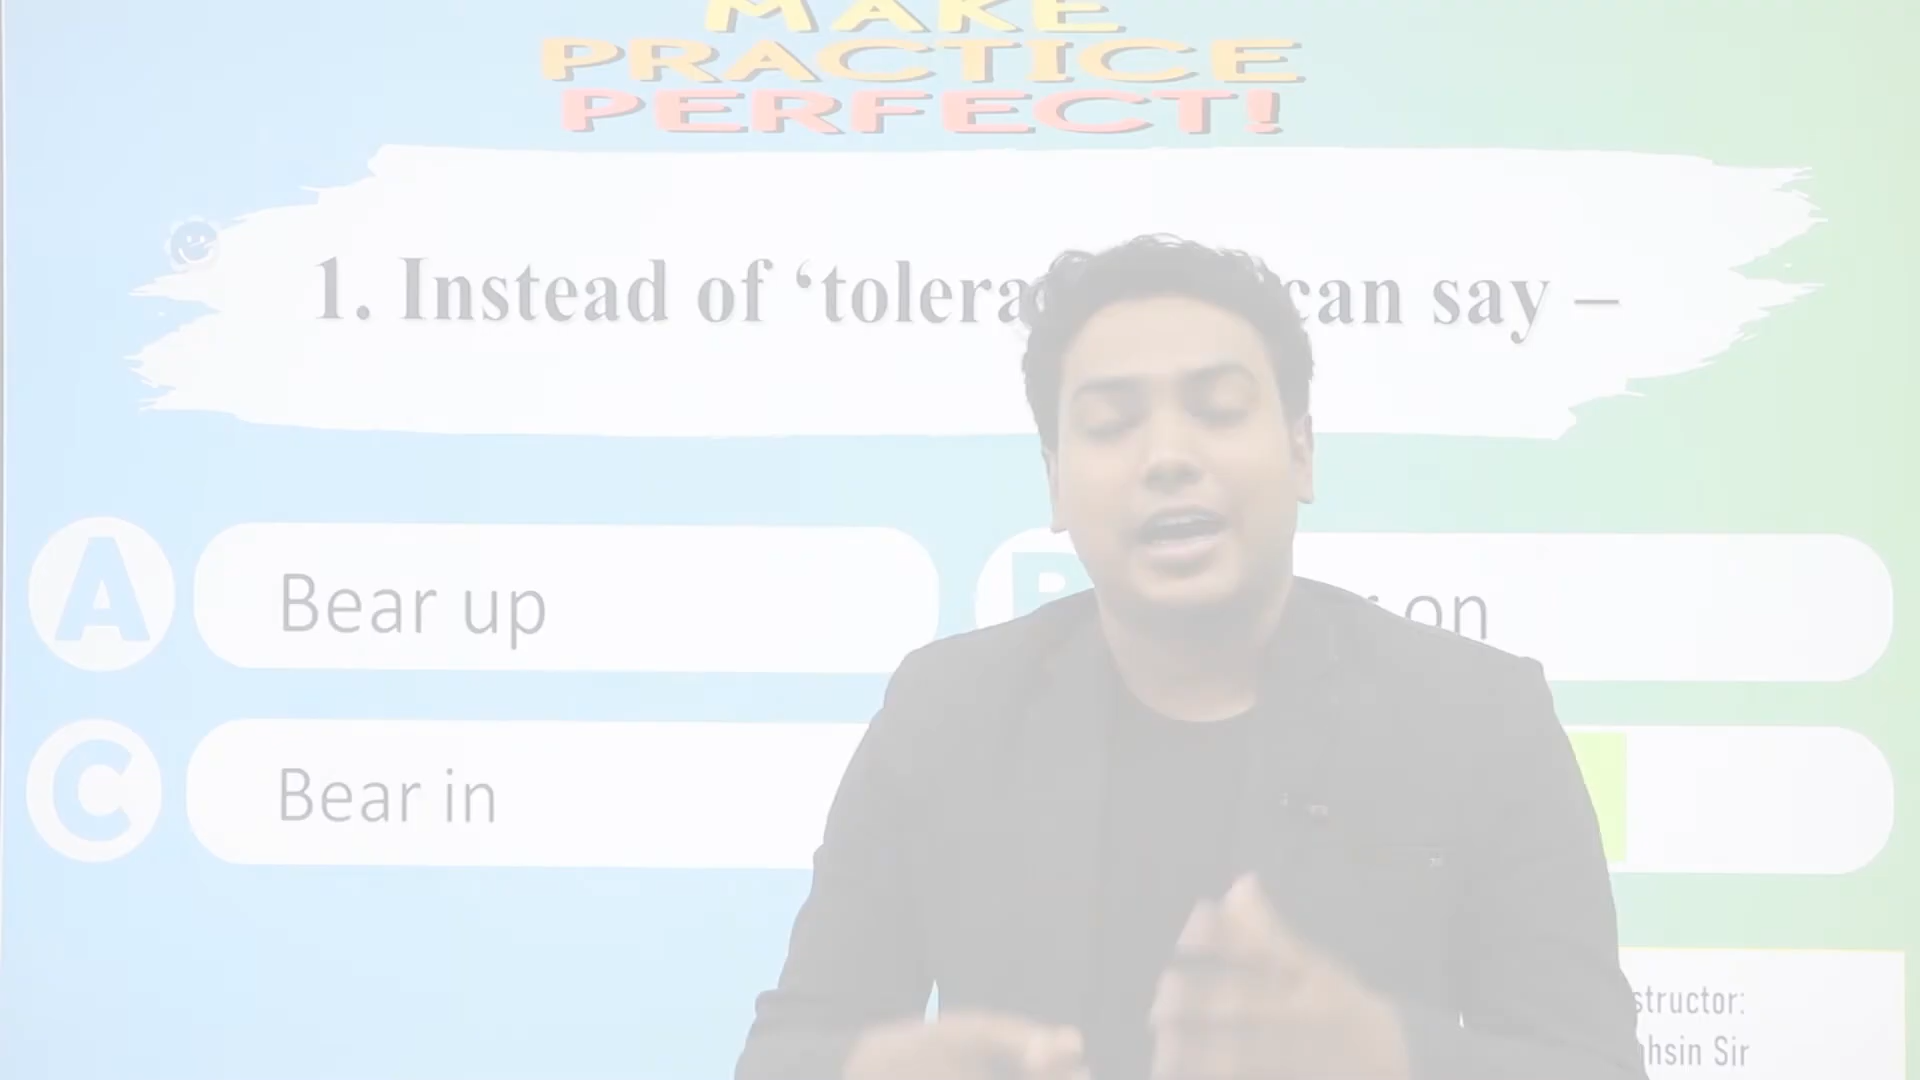 MAKE
PRACTICE
PERFECT!
1. Instead of ‘tolera can say –
A Bear up
B on
C Bear in
structor:
hsin Sir